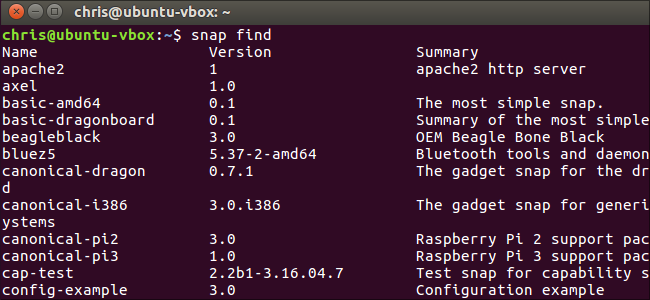 chris@ubuntu-vbox: ~
chris@ubuntu-vbox:~$ snap find
Name Version Summary
apache2 1 apache2 http server
axel 1.0
basic-amd64 0.1 The most simple snap.
basic-dragonboard 0.1 Summary of the most simple
beagleblack 3.0 OEM Beagle Bone Black
bluez5 5.37-2-amd64 Bluetooth tools and daemon
canonical-dragon 0.7.1 The gadget snap for the dr
d
canonical-i386 3.0.i386 The gadget snap for generi
ystems
canonical-pi2 3.0 Raspberry Pi 2 support pac
canonical-pi3 1.0 Raspberry Pi 3 support pac
cap-test 2.2b1-3.16.04.7 Test snap for capability s
config-example 3.0 Configuration example